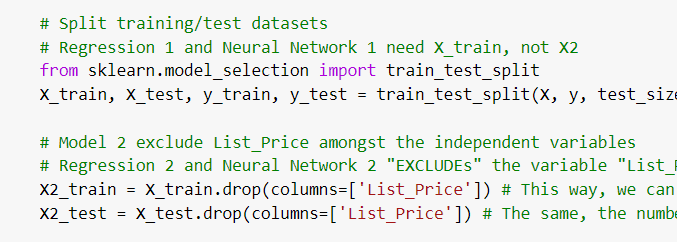 # Split training/test datasets
# Regression 1 and Neural Network 1 need X_train, not X2
from sklearn.model_selection import train_test_split
X_train, X_test, y_train, y_test = train_test_split(X, y, test_size
# Model 2 exclude List_Price amongst the independent variables
# Regression 2 and Neural Network 2 "EXCLUDEs" the variable "List_
X2_train = X_train.drop(columns=['List_Price']) # This way, we can
X2_test = X_test.drop(columns=['List_Price']) # The same, the numbe